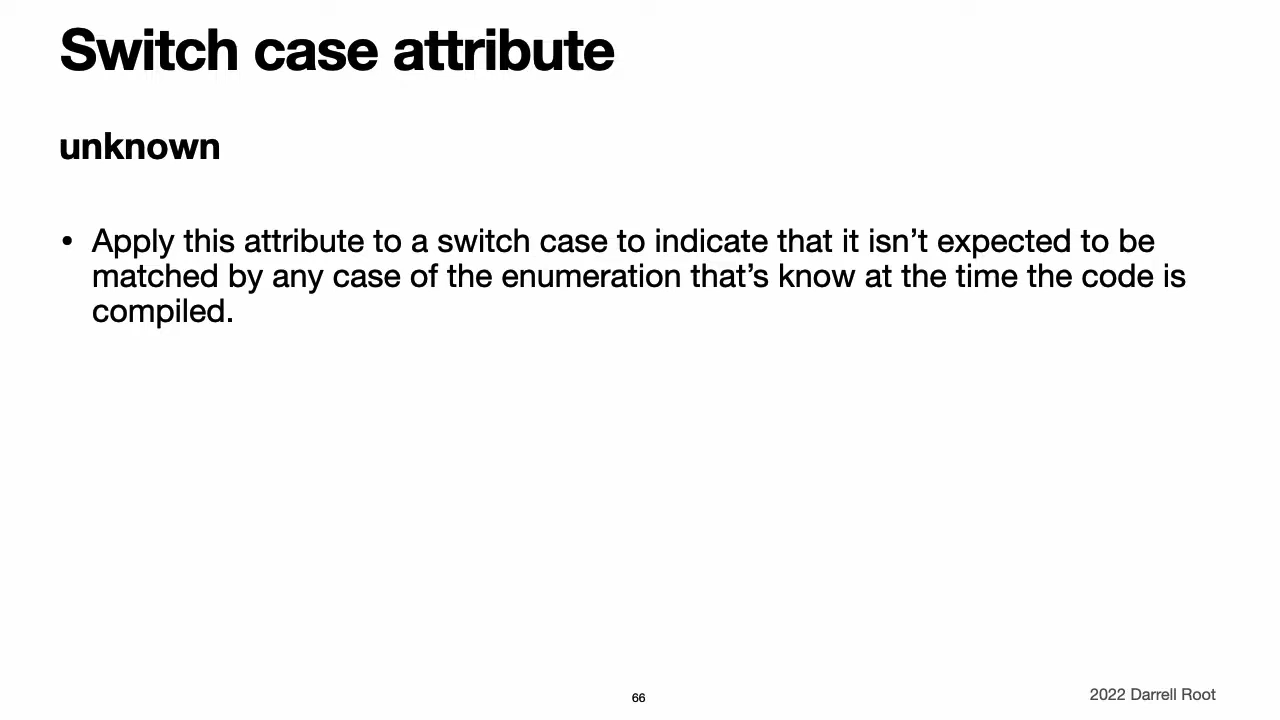 Switch case attribute
unknown
• Apply this attribute to a switch case to indicate that it isn’t expected to be
matched by any case of the enumeration that’s know at the time the code is
compiled.
66
2022 Darrell Root